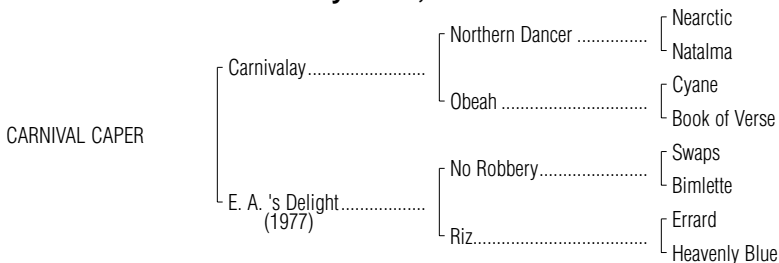 Nearctic
Northern Dancer ...............
Natalma
Carnivalay.........................
Cyane
Obeah ...............................
Book of Verse
CARNIVAL CAPER
Swaps
No Robbery.......................
Bimlette
E. A. 's Delight ..................
(1977)
Errard
Riz.....................................
Heavenly Blue